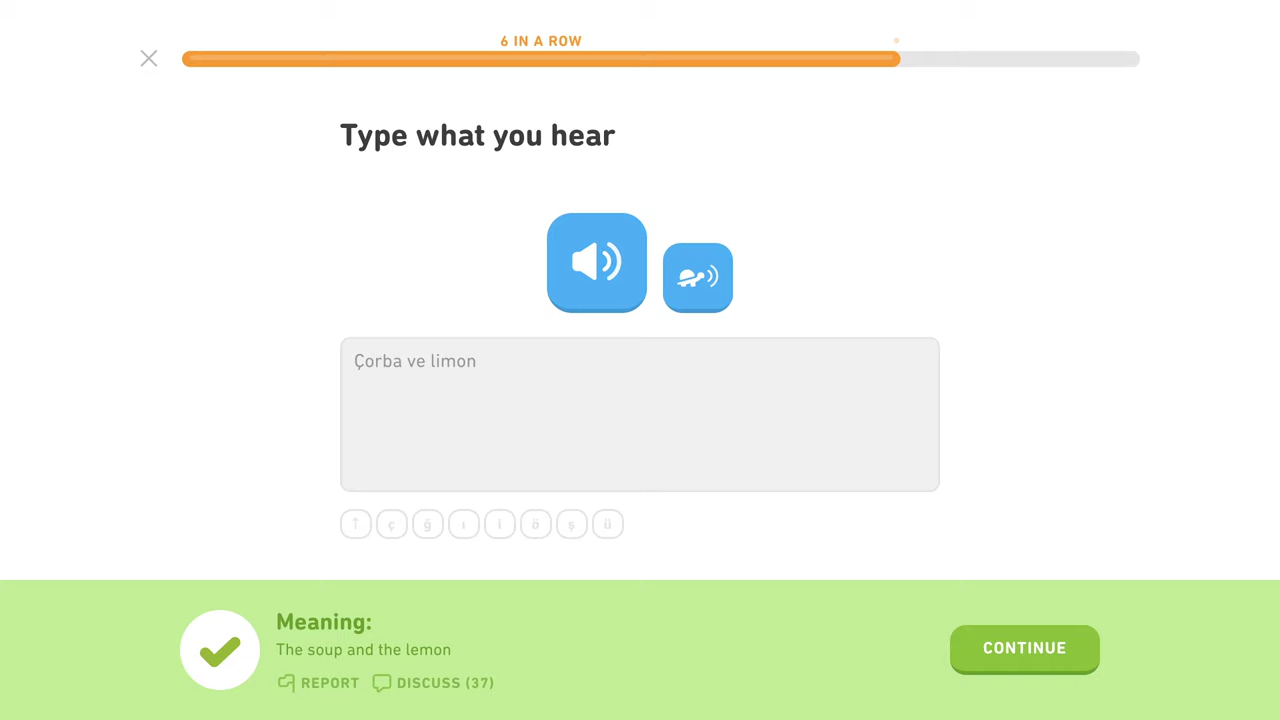 6 IN A ROW
Type what you hear
Çorba ve limon
↑ ç ğ ı i ö ş ü
Meaning:
The soup and the lemon
CONTINUE
REPORT DISCUSS (37)